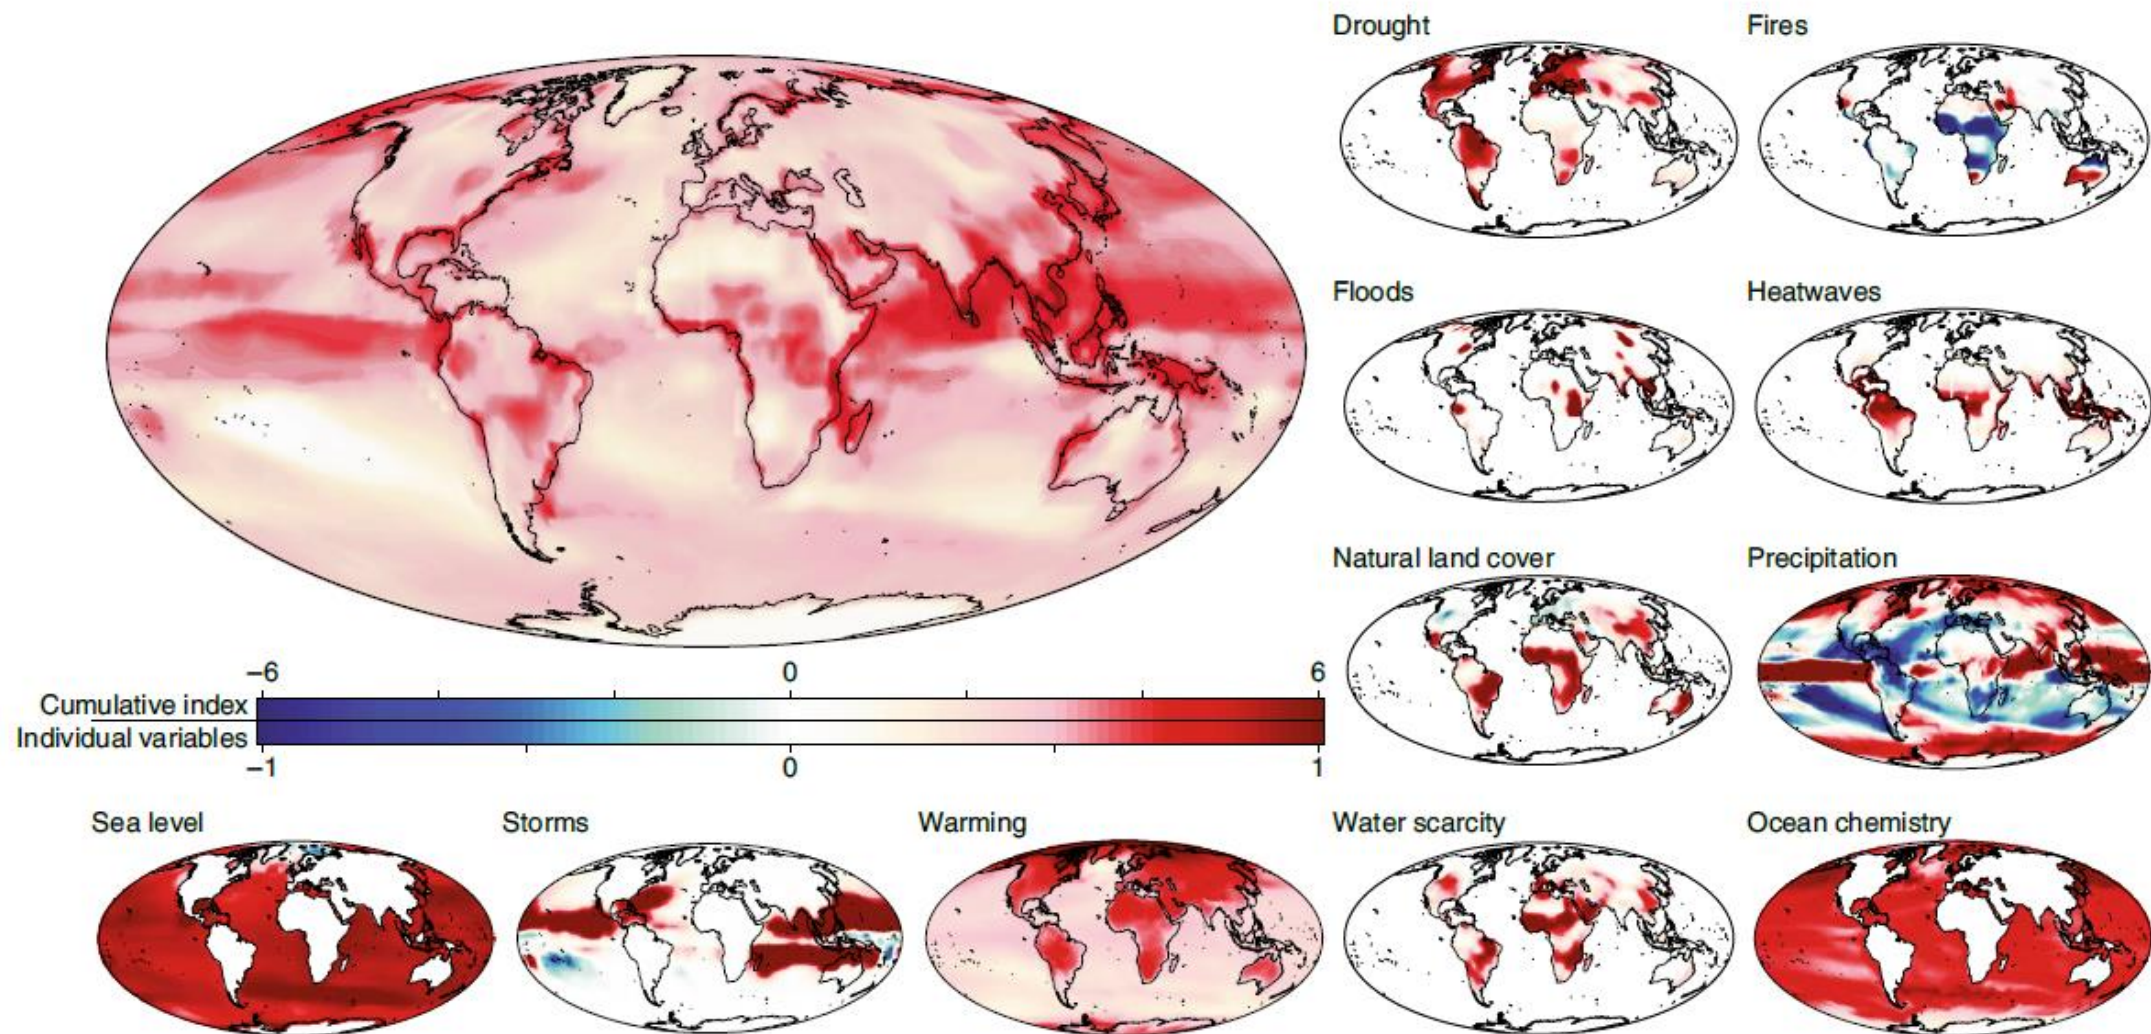 Drought
Fires
Floods
Heatwaves
Natural land cover
Precipitation
−6 0 6
Cumulative index
Individual variables
−1 0 1
Sea level
Storms
Warming
Water scarcity
Ocean chemistry